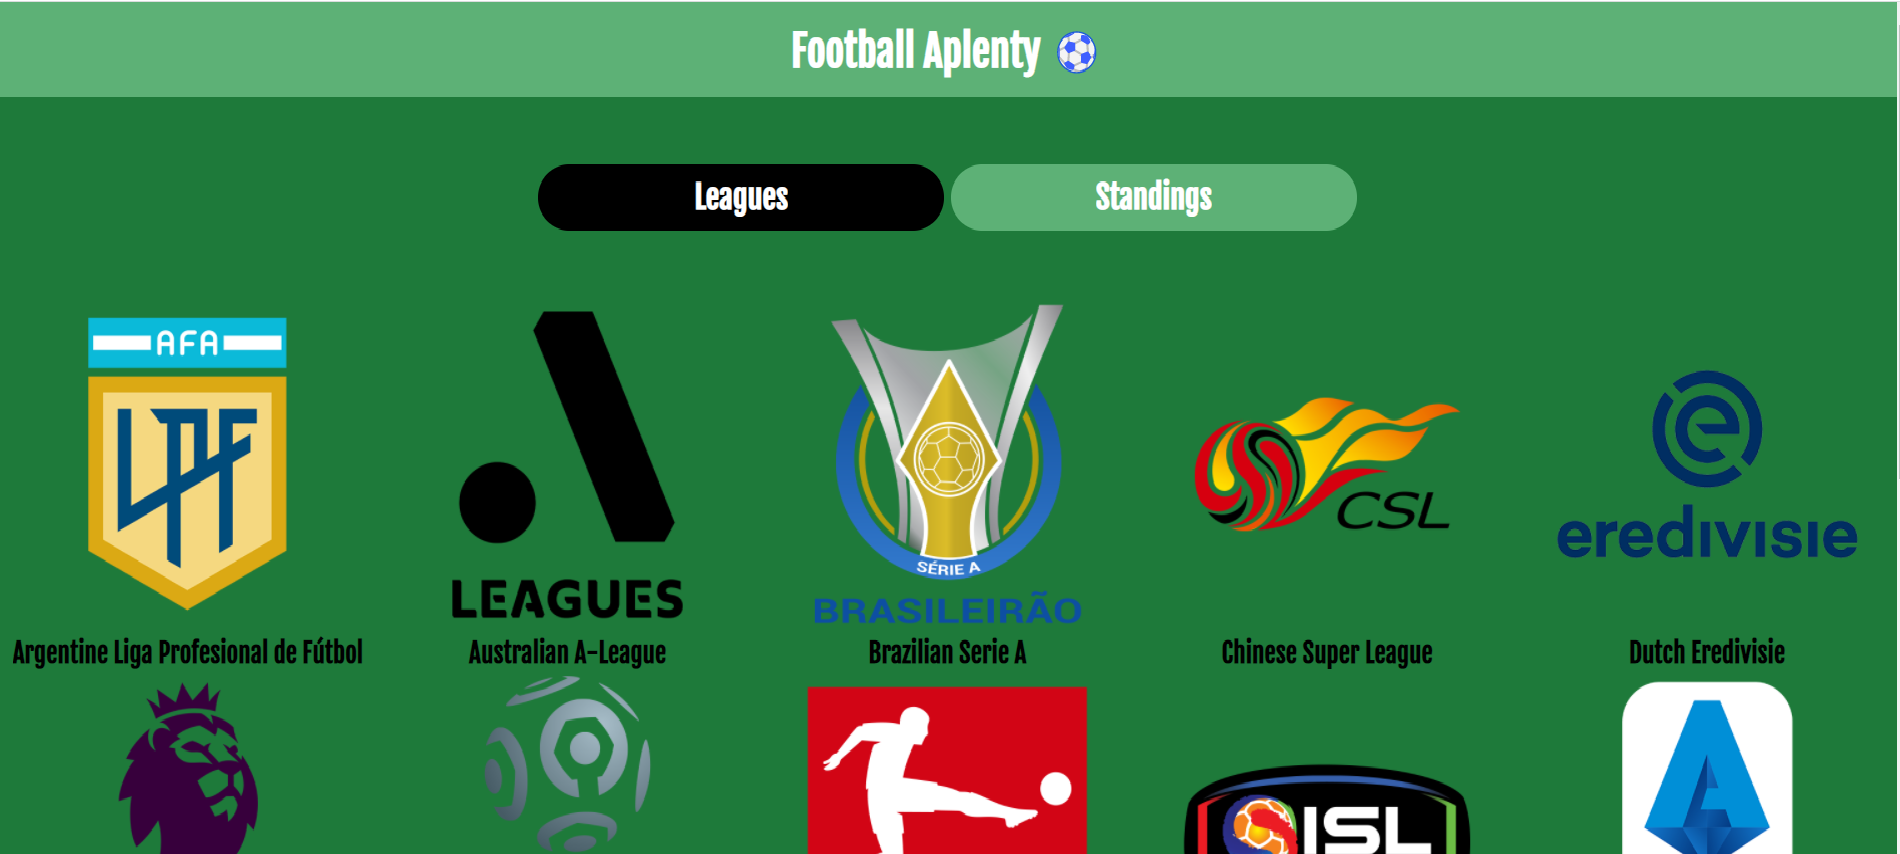 Football Aplenty
Leagues
Standings
AFA
LPF
LEAGUES
SÉRIE A
BRASILEIRÃO
CSL
eredivisie
Argentine Liga Profesional de Fútbol
Australian A-League
Brazilian Serie A
Chinese Super League
Dutch Eredivisie
ISL